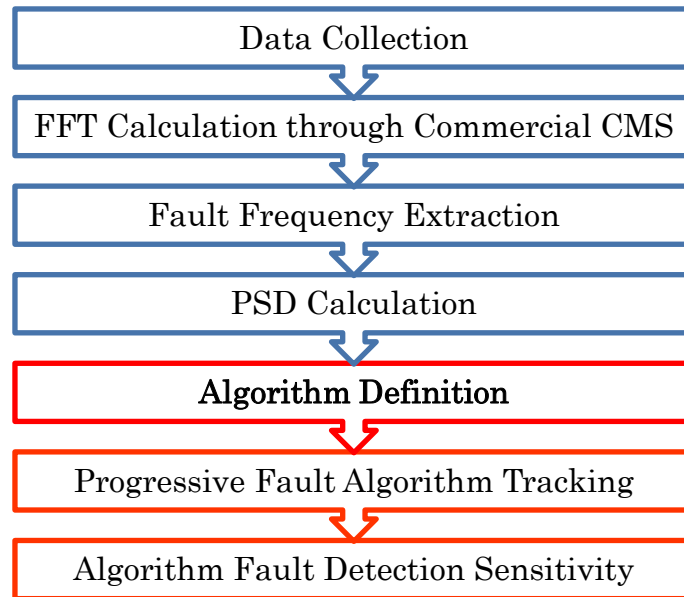 Data Collection
FFT Calculation through Commercial CMS
Fault Frequency Extraction
PSD Calculation
Algorithm Definition
Progressive Fault Algorithm Tracking
Algorithm Fault Detection Sensitivity